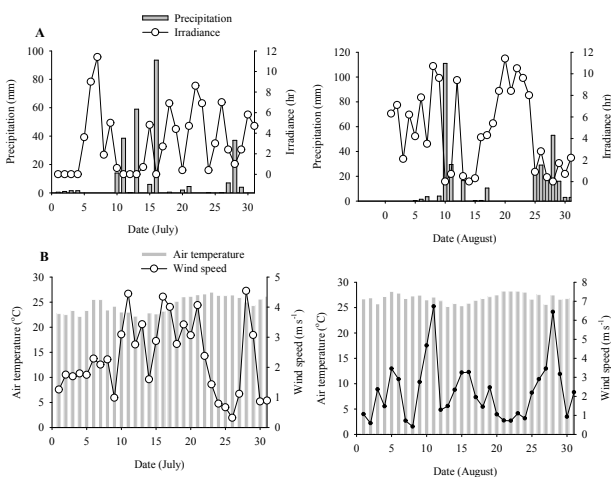 A
Precipitation
Irradiance
Precipitation (mm)
100
80
60
40
20
0
12
10
8
6
4
2
0
Irradiance (hr)
0 5 10 15 20 25 30
Date (July)
Precipitation (mm)
120
100
80
60
40
20
0
12
10
8
6
4
2
0
Irradiance (hr)
0 5 10 15 20 25 30
Date (August)
B
Air temperature
Wind speed
Air temperature (°C)
30
25
20
15
10
5
0
5
4
3
2
1
0
Wind speed (m s-1)
0 5 10 15 20 25 30
Date (July)
Air temperature (°C)
30
25
20
15
10
5
0
8
7
6
5
4
3
2
1
0
Wind speed (m s-1)
0 5 10 15 20 25 30
Date (August)